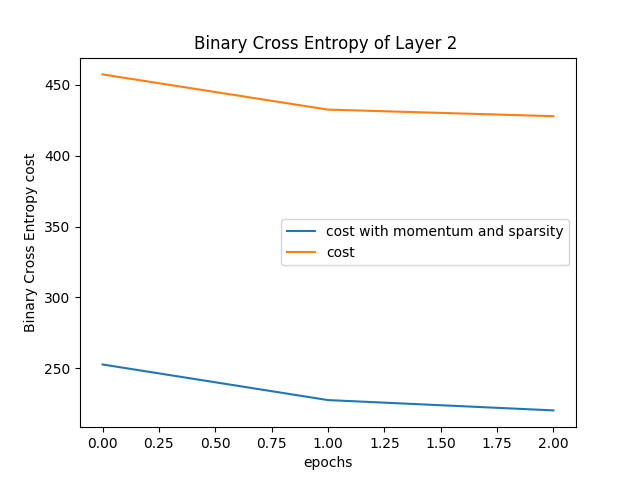 Binary Cross Entropy of Layer 2
450
400
350
300
250
Binary Cross Entropy cost
cost with momentum and sparsity
cost
0.00 0.25 0.50 0.75 1.00 1.25 1.50 1.75 2.00
epochs